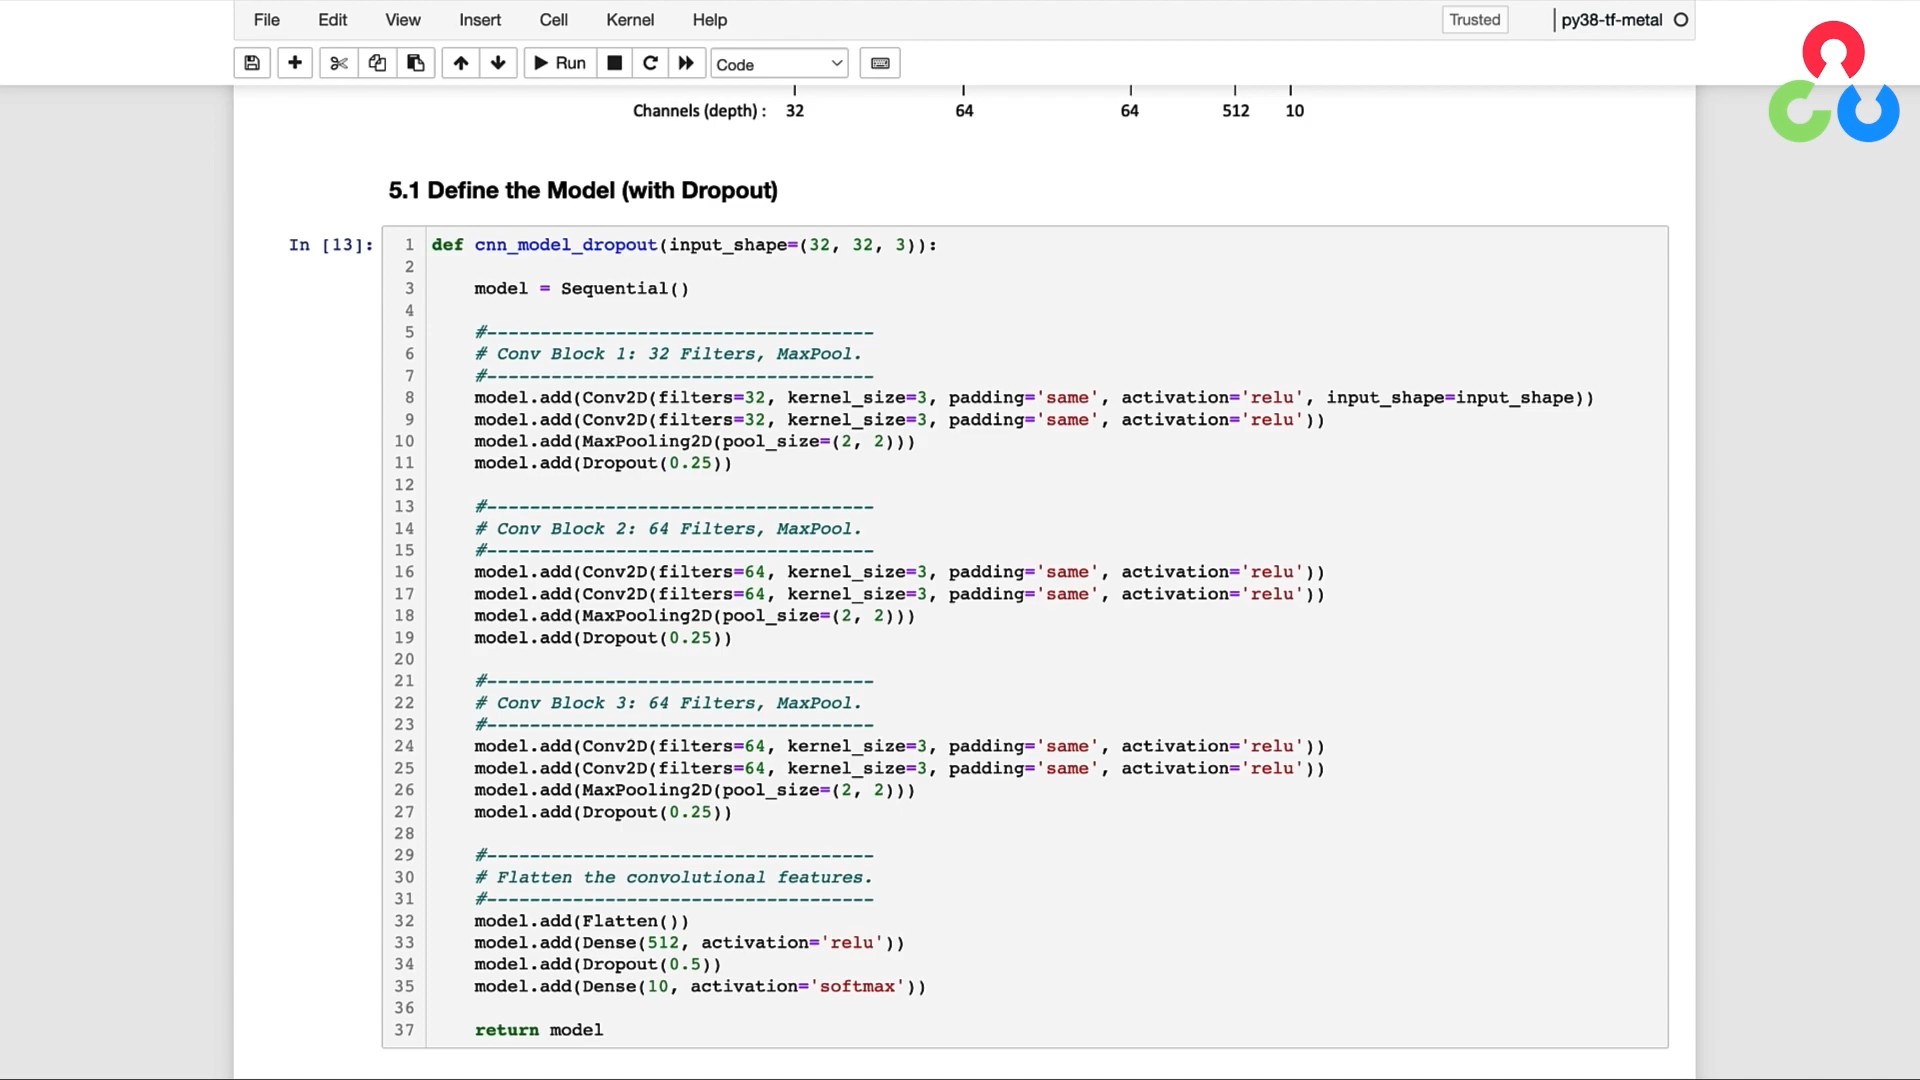 File Edit View Insert Cell Kernel Help Trusted py38-tf-metal
Run Code
Channels (depth) : 32 64 64 512 10
5.1 Define the Model (with Dropout)
In [13]:
1 def cnn_model_dropout(input_shape=(32, 32, 3)):
2
3     model = Sequential()
4
5     #------------------------------------
6     # Conv Block 1: 32 Filters, MaxPool.
7     #------------------------------------
8     model.add(Conv2D(filters=32, kernel_size=3, padding='same', activation='relu', input_shape=input_shape))
9     model.add(Conv2D(filters=32, kernel_size=3, padding='same', activation='relu'))
10     model.add(MaxPooling2D(pool_size=(2, 2)))
11     model.add(Dropout(0.25))
12
13     #------------------------------------
14     # Conv Block 2: 64 Filters, MaxPool.
15     #------------------------------------
16     model.add(Conv2D(filters=64, kernel_size=3, padding='same', activation='relu'))
17     model.add(Conv2D(filters=64, kernel_size=3, padding='same', activation='relu'))
18     model.add(MaxPooling2D(pool_size=(2, 2)))
19     model.add(Dropout(0.25))
20
21     #------------------------------------
22     # Conv Block 3: 64 Filters, MaxPool.
23     #------------------------------------
24     model.add(Conv2D(filters=64, kernel_size=3, padding='same', activation='relu'))
25     model.add(Conv2D(filters=64, kernel_size=3, padding='same', activation='relu'))
26     model.add(MaxPooling2D(pool_size=(2, 2)))
27     model.add(Dropout(0.25))
28
29     #------------------------------------
30     # Flatten the convolutional features.
31     #------------------------------------
32     model.add(Flatten())
33     model.add(Dense(512, activation='relu'))
34     model.add(Dropout(0.5))
35     model.add(Dense(10, activation='softmax'))
36
37     return model